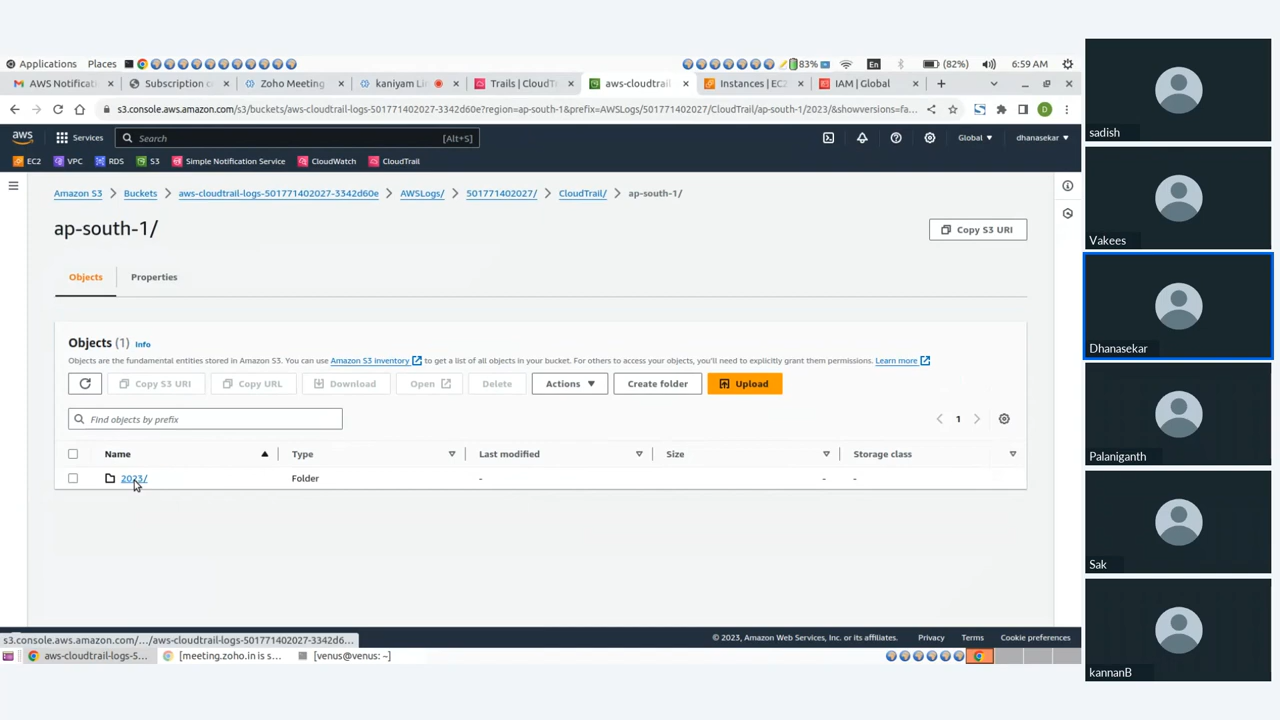 Applications Places 83% (82%) 6:59 AM
AWS Notificati Subscription co Zoho Meeting kaniyam Lin Trails | CloudT aws-cloudtrail Instances | EC2 IAM | Global
s3.console.aws.amazon.com/s3/buckets/aws-cloudtrail-logs-501771402027-3342d60e?region=ap-south-1&prefix=AWSLogs/501771402027/CloudTrail/ap-south-1/2023/&showversions=fa... D
aws Services Search [Alt+S] Global dhanasekar
EC2 VPC RDS S3 Simple Notification Service CloudWatch CloudTrail
Amazon S3 Buckets aws-cloudtrail-logs-501771402027-3342d60e AWSLogs/ 501771402027/ CloudTrail/ ap-south-1/
ap-south-1/ Copy S3 URI
Objects Properties
Objects (1) Info
Objects are the fundamental entities stored in Amazon S3. You can use Amazon S3 inventory to get a list of all objects in your bucket. For others to access your objects, you'll need to explicitly grant them permissions. Learn more
Copy S3 URI Copy URL Download Open Delete Actions Create folder Upload
Find objects by prefix 1
Name Type Last modified Size Storage class
2023/ Folder - - -
s3.console.aws.amazon.com/.../aws-cloudtrail-logs-501771402027-3342d6... © 2023, Amazon Web Services, Inc. or its affiliates. Privacy Terms Cookie preferences
aws-cloudtrail-logs-5... [meeting.zoho.in is s... [venus@venus: ~]
sadish
Vakees
Dhanasekar
Palaniganth
Sak
kannanB